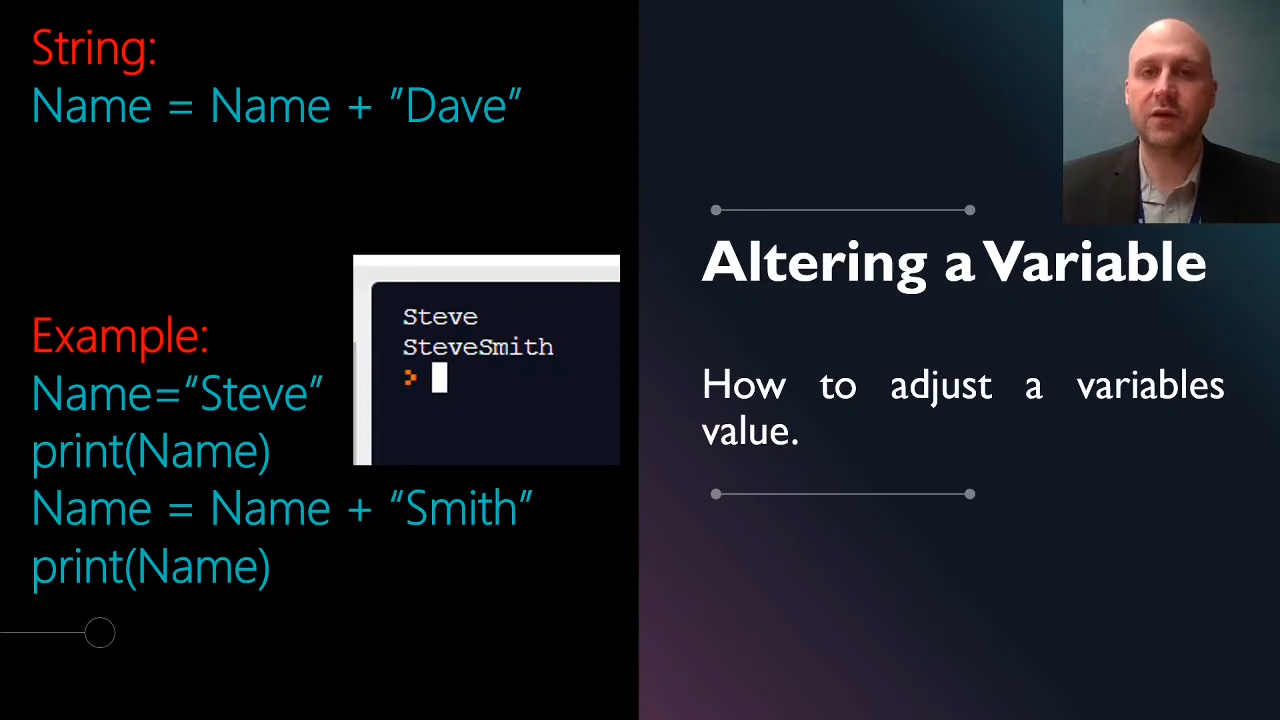 String:
Name = Name + ”Dave”
Example:
Name=“Steve”
print(Name)
Name = Name + “Smith”
print(Name)
Steve
SteveSmith
>
Altering a Variable
How to adjust a variables
value.